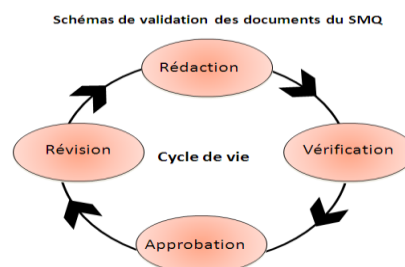 Schémas de validation des documents du SMQ
Rédaction
Révision
Cycle de vie
Vérification
Approbation